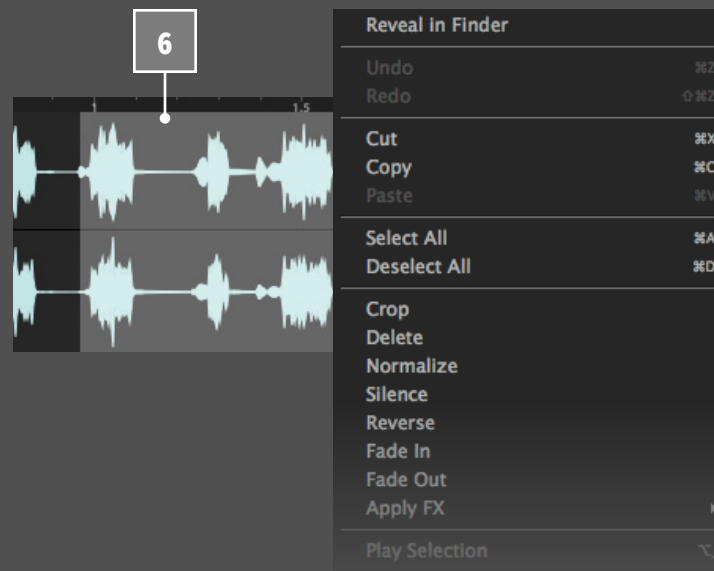 6
1
1.5
Reveal in Finder
Undo ⌘Z
Redo ⇧⌘Z
Cut ⌘X
Copy ⌘C
Paste ⌘V
Select All ⌘A
Deselect All ⌘D
Crop
Delete
Normalize
Silence
Reverse
Fade In
Fade Out
Apply FX
Play Selection